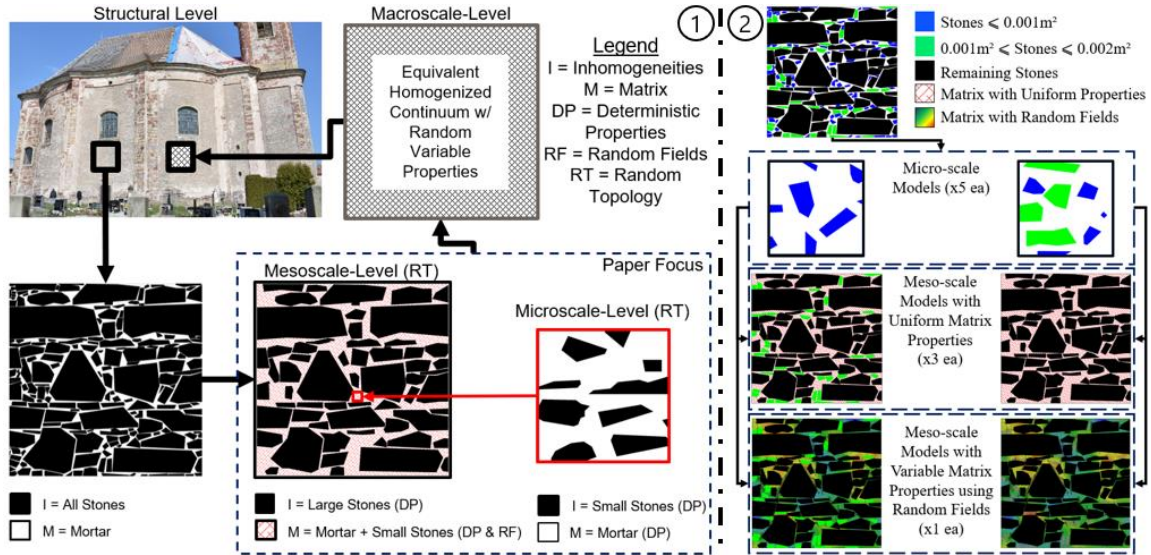 Structural Level
Macroscale-Level
Equivalent
Homogenized
Continuum w/
Random
Variable
Properties
Legend
I = Inhomogeneities
M = Matrix
DP = Deterministic
Properties
RF = Random Fields
RT = Random
Topology
1
Mesoscale-Level (RT)
Paper Focus
Microscale-Level (RT)
I = All Stones
M = Mortar
I = Large Stones (DP)
M = Mortar + Small Stones (DP & RF)
I = Small Stones (DP)
M = Mortar (DP)
2
Stones ⩽ 0.001m²
0.001m² ⩽ Stones ⩽ 0.002m²
Remaining Stones
Matrix with Uniform Properties
Matrix with Random Fields
Micro-scale
Models (x5 ea)
Meso-scale
Models with
Uniform Matrix
Properties
(x3 ea)
Meso-scale
Models with
Variable Matrix
Properties using
Random Fields
(x1 ea)